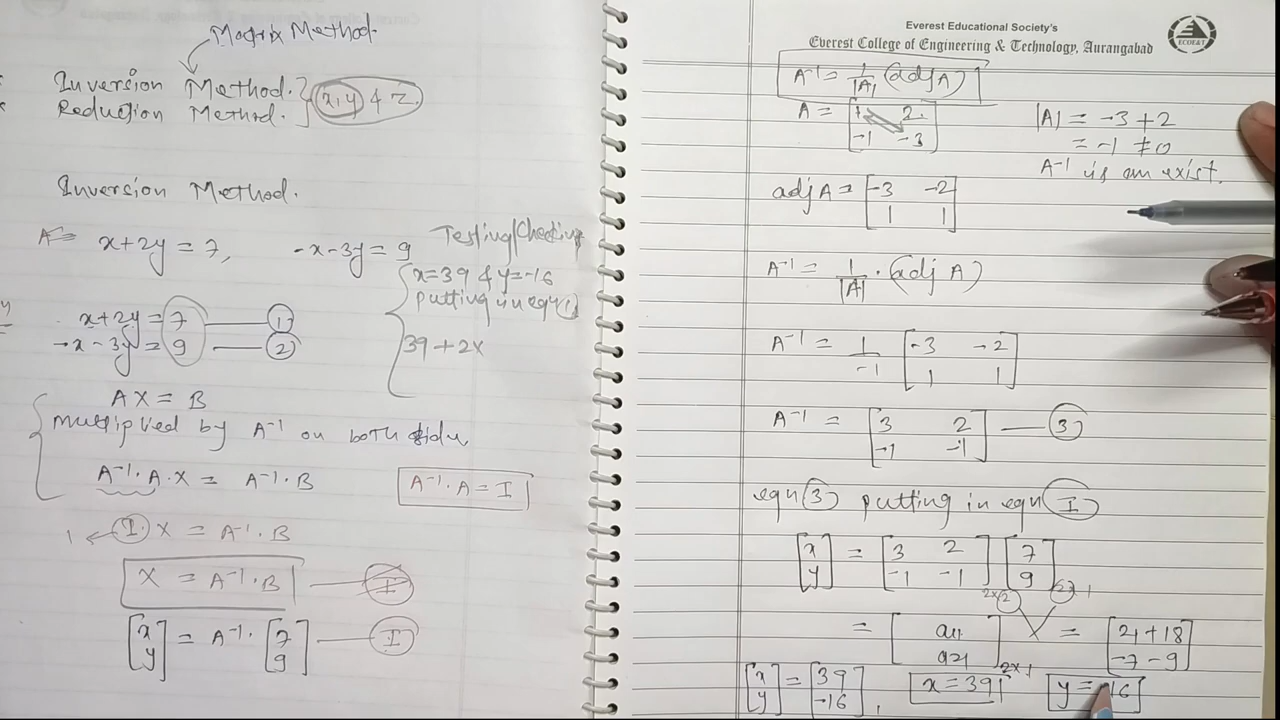 Matrix Method
Inversion Method.
Reduction Method. } x, y & z.
Inversion Method.
x+2y = 7, -x-3y = 9
Testing/Checking
x=39 & y=-16
putting in eqn ①
39+2x
x+2y = 7 —— ①
-x-3y = 9 —— ②
AX = B
Multiplied by A⁻¹ on both side
A⁻¹·A·X = A⁻¹·B
A⁻¹·A = I
1 ← I · X = A⁻¹·B
X = A⁻¹·B —— I
[x y] = A⁻¹·[7 9] —— I
Everest Educational Society's
Everest College of Engineering & Technology, Aurangabad
ECOE&T
A⁻¹ = 1/|A| (adj A)
A = [1 2 -1 -3]
|A| = -3+2
= -1 ≠ 0
A⁻¹ is an exist.
adj A = [-3 -2 1 1]
A⁻¹ = 1/|A| · (adj A)
A⁻¹ = 1/-1 [-3 -2 1 1]
A⁻¹ = [3 2 -1 -1] —— ③
eqn ③ putting in eqn I
[x y] = [3 2 -1 -1] [7 9]
2x2 2x1
= [a11 a21] 2x1 = [21+18 -7-9]
[x y] = [39 -16], x = 39 y = -16